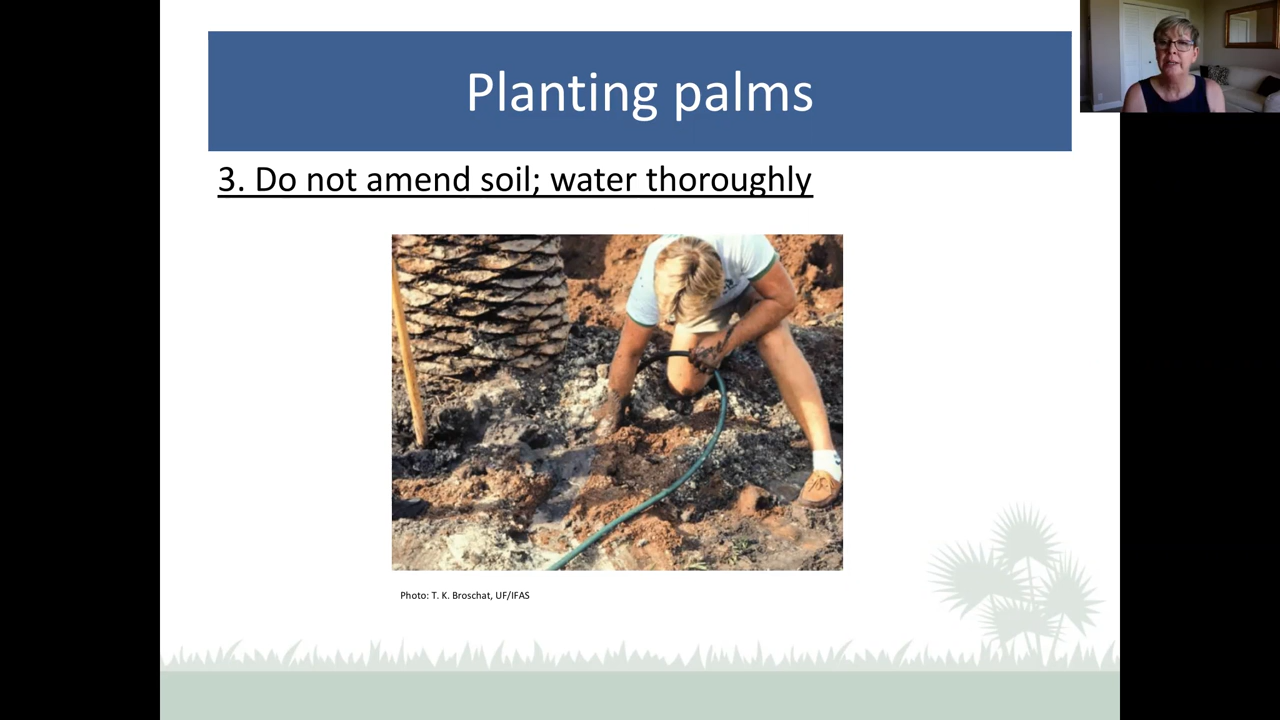 Planting palms
3. Do not amend soil; water thoroughly
Photo: T. K. Broschat, UF/IFAS